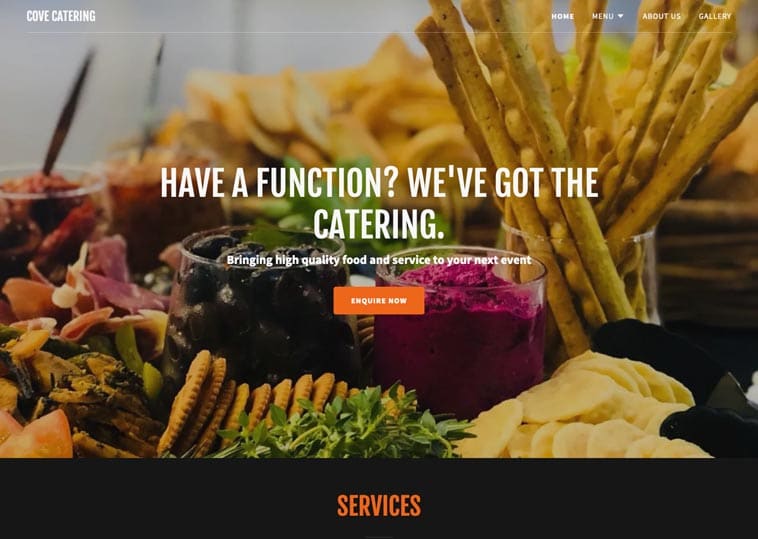 COVE CATERING
HOME MENU ABOUT US GALLERY
HAVE A FUNCTION? WE'VE GOT THE
CATERING.
Bringing high quality food and service to your next event
ENQUIRE NOW
SERVICES